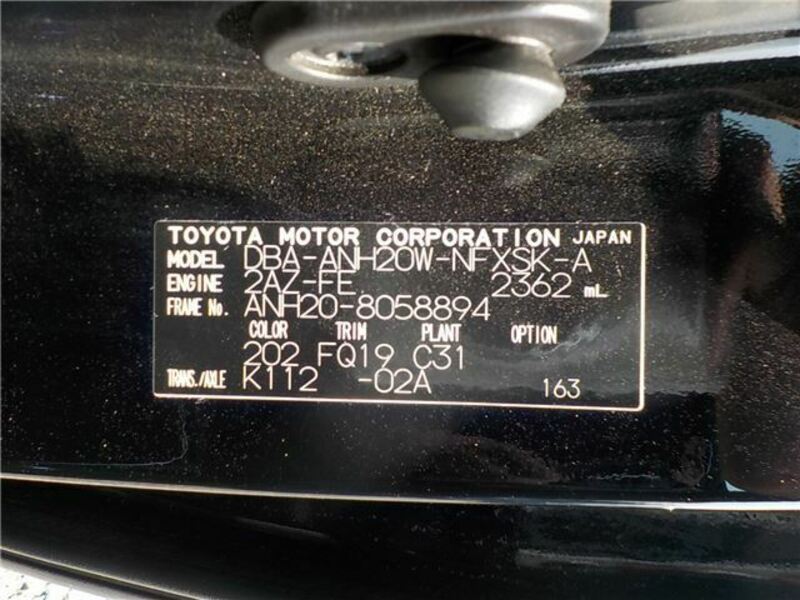 TOYOTA MOTOR CORPORATION JAPAN
MODEL DBA-ANH20W-NFXSK-A
ENGINE 2AZ-FE 2362 mL
FRAME No. ANH20-8058894
COLOR TRIM PLANT OPTION
202 FQ19 C31
TRANS./AXLE K112 -02A 163